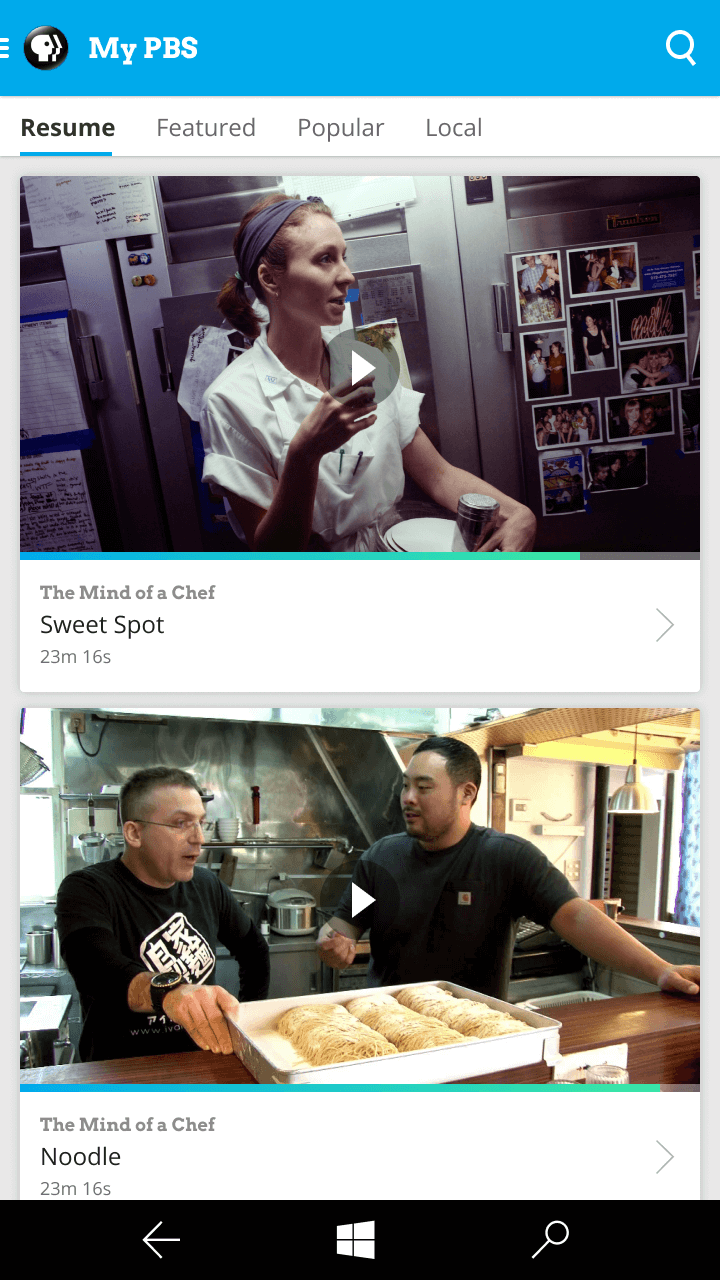 My PBS
Resume Featured Popular Local
The Mind of a Chef
Sweet Spot
23m 16s
The Mind of a Chef
Noodle
23m 16s